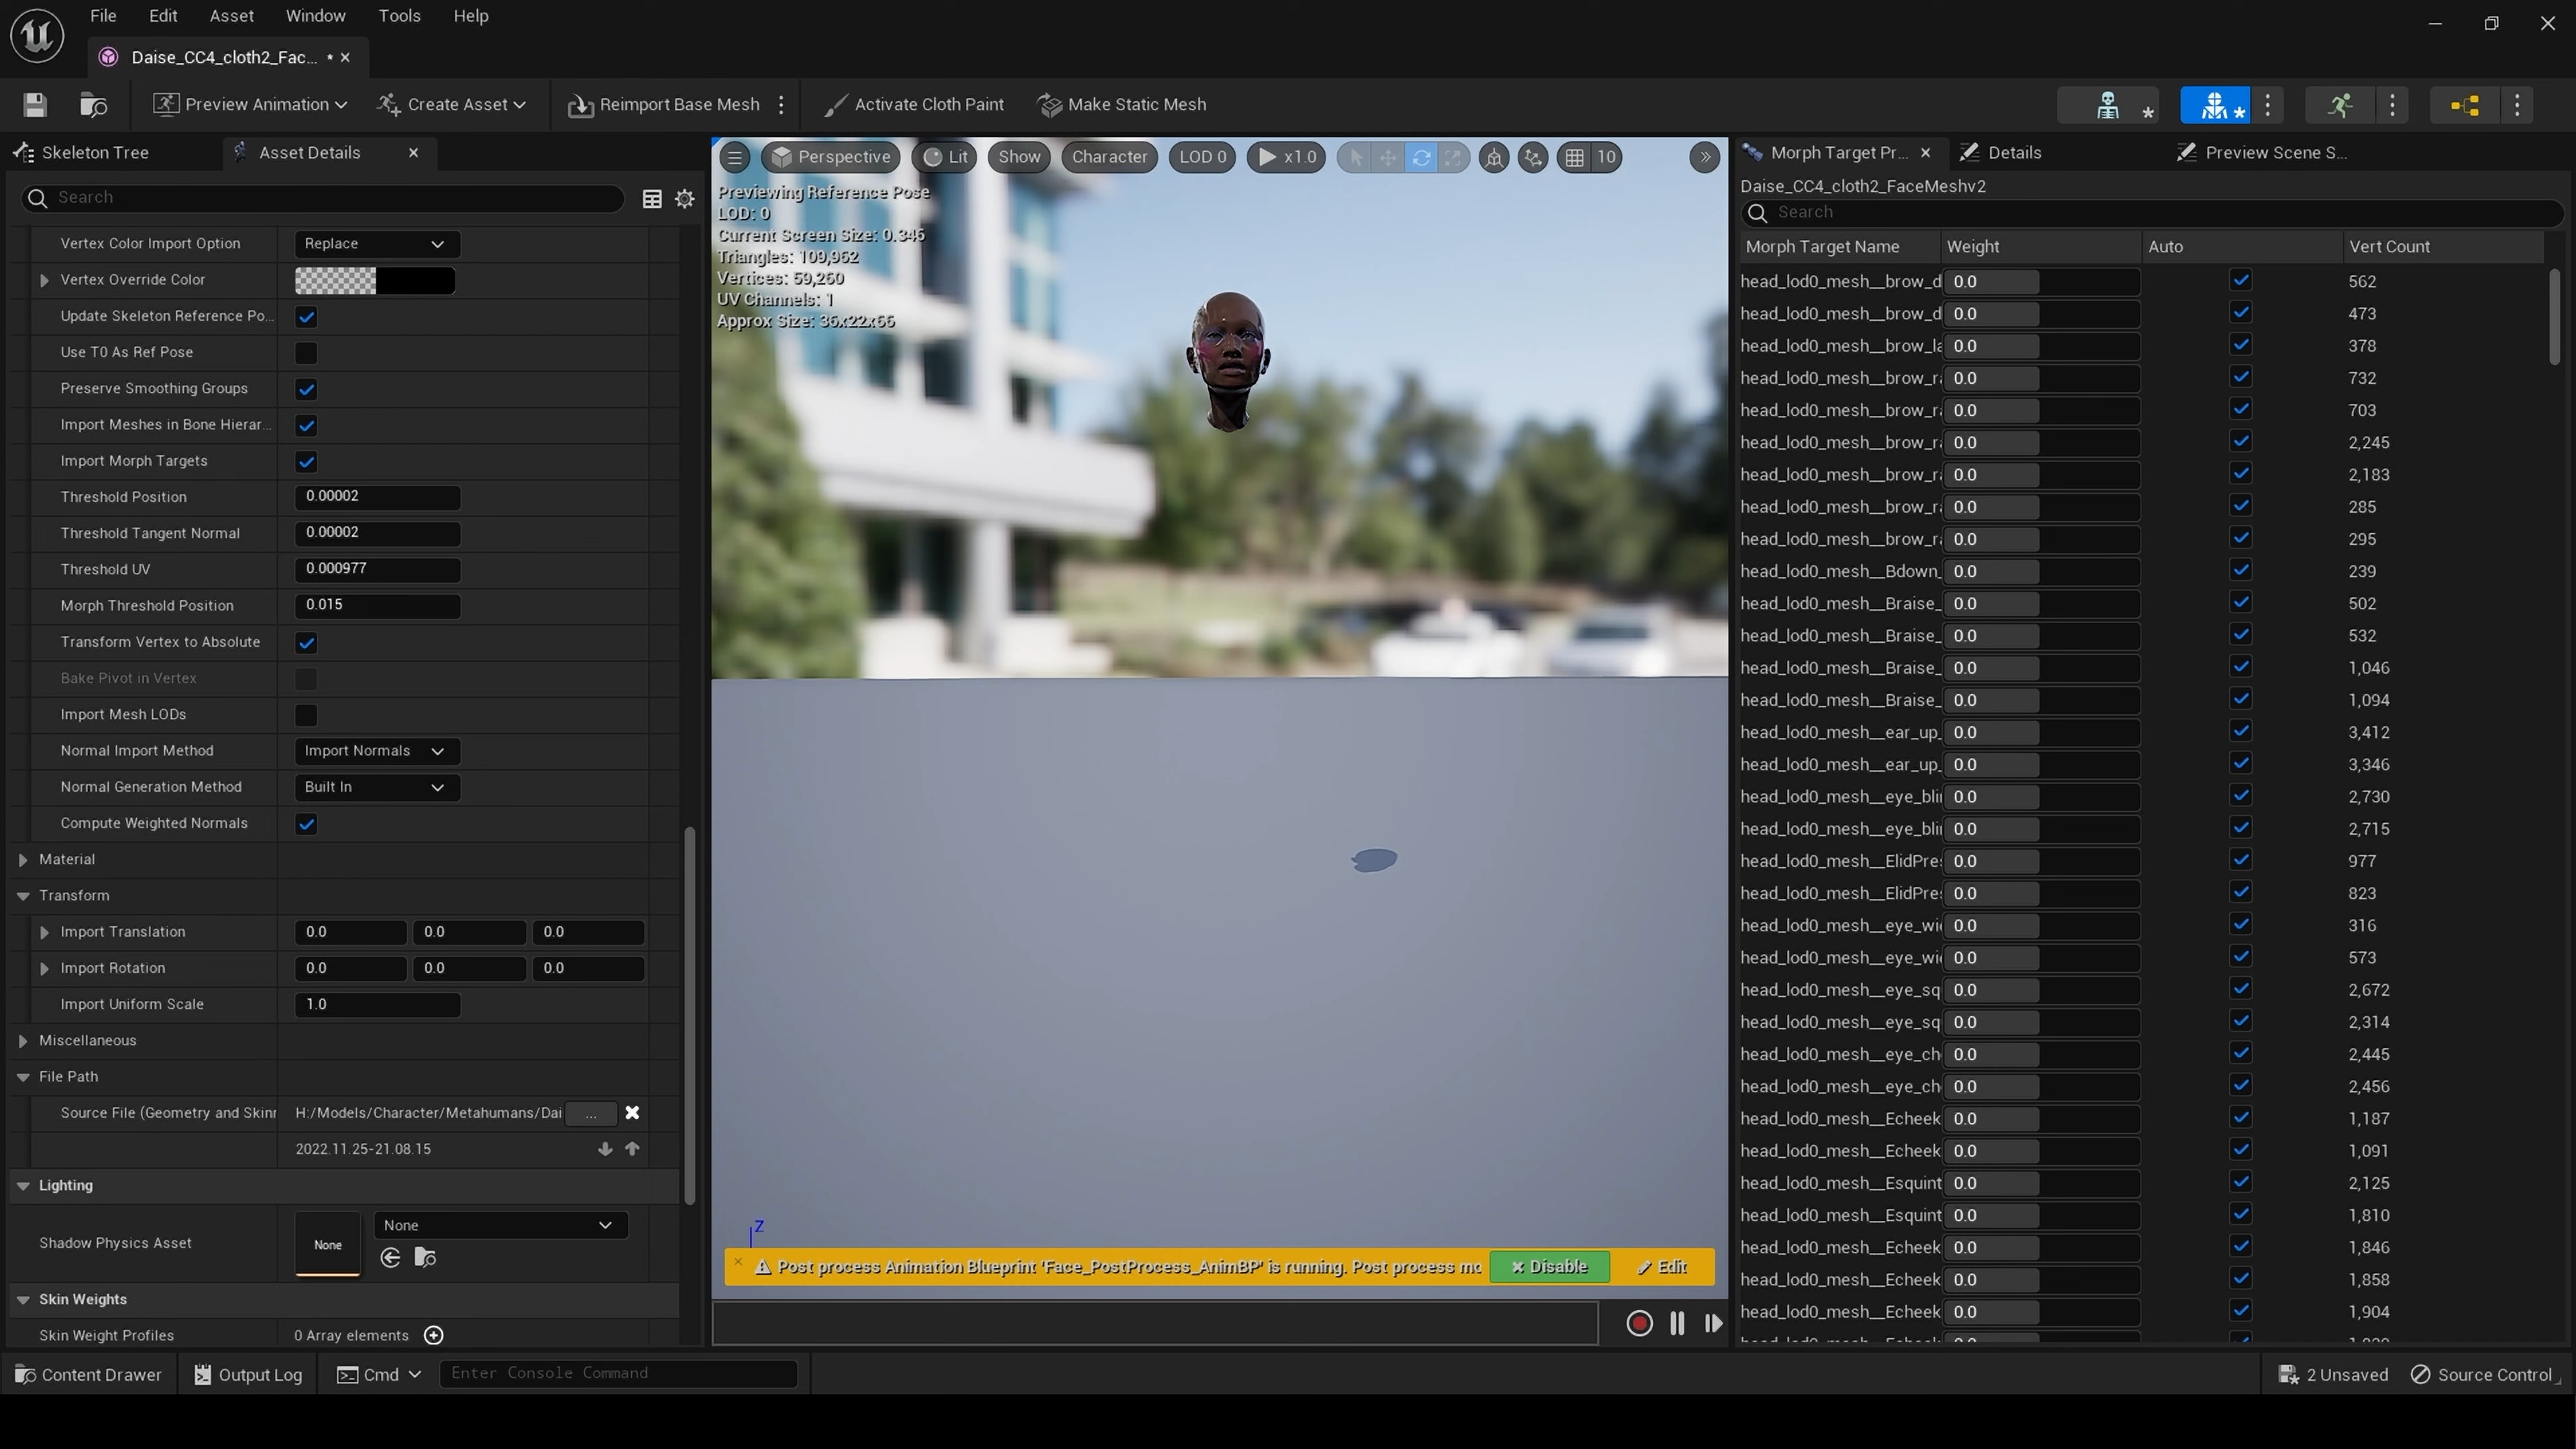 File Edit Asset Window Tools Help
Daise_CC4_cloth2_Fac... *
Preview Animation Create Asset Reimport Base Mesh Activate Cloth Paint Make Static Mesh
Skeleton Tree Asset Details
Search
Vertex Color Import Option Replace
Vertex Override Color
Update Skeleton Reference Po...
Use T0 As Ref Pose
Preserve Smoothing Groups
Import Meshes in Bone Hierar...
Import Morph Targets
Threshold Position 0.00002
Threshold Tangent Normal 0.00002
Threshold UV 0.000977
Morph Threshold Position 0.015
Transform Vertex to Absolute
Bake Pivot in Vertex
Import Mesh LODs
Normal Import Method Import Normals
Normal Generation Method Built In
Compute Weighted Normals
Material
Transform
Import Translation 0.0 0.0 0.0
Import Rotation 0.0 0.0 0.0
Import Uniform Scale 1.0
Miscellaneous
File Path
Source File (Geometry and Skinn H:/Models/Character/Metahumans/Dai ...
2022.11.25-21.08.15
Lighting
Shadow Physics Asset None None
Skin Weights
Skin Weight Profiles 0 Array elements
Perspective Lit Show Character LOD 0 x1.0 10
Previewing Reference Pose
LOD: 0
Current Screen Size: 0.346
Triangles: 109,962
Vertices: 59,260
UV Channels: 1
Approx Size: 36x22x66
Z
Post process Animation Blueprint 'Face_PostProcess_AnimBP' is running. Post process mo Disable Edit
Morph Target Pr... Details Preview Scene S...
Daise_CC4_cloth2_FaceMeshv2
Search
Morph Target Name Weight Auto Vert Count
head_lod0_mesh__brow_d 0.0 562
head_lod0_mesh__brow_d 0.0 473
head_lod0_mesh__brow_la 0.0 378
head_lod0_mesh__brow_ra 0.0 732
head_lod0_mesh__brow_ra 0.0 703
head_lod0_mesh__brow_ra 0.0 2,245
head_lod0_mesh__brow_ra 0.0 2,183
head_lod0_mesh__brow_ra 0.0 285
head_lod0_mesh__brow_ra 0.0 295
head_lod0_mesh__Bdown_ 0.0 239
head_lod0_mesh__Braise_ 0.0 502
head_lod0_mesh__Braise_ 0.0 532
head_lod0_mesh__Braise_ 0.0 1,046
head_lod0_mesh__Braise_ 0.0 1,094
head_lod0_mesh__ear_up_ 0.0 3,412
head_lod0_mesh__ear_up_ 0.0 3,346
head_lod0_mesh__eye_blin 0.0 2,730
head_lod0_mesh__eye_blin 0.0 2,715
head_lod0_mesh__ElidPres 0.0 977
head_lod0_mesh__ElidPres 0.0 823
head_lod0_mesh__eye_wid 0.0 316
head_lod0_mesh__eye_wid 0.0 573
head_lod0_mesh__eye_sq 0.0 2,672
head_lod0_mesh__eye_sq 0.0 2,314
head_lod0_mesh__eye_ch 0.0 2,445
head_lod0_mesh__eye_ch 0.0 2,456
head_lod0_mesh__Echeek 0.0 1,187
head_lod0_mesh__Echeek 0.0 1,091
head_lod0_mesh__Esquint 0.0 2,125
head_lod0_mesh__Esquint 0.0 1,810
head_lod0_mesh__Echeek 0.0 1,846
head_lod0_mesh__Echeek 0.0 1,858
head_lod0_mesh__Echeek 0.0 1,904
Content Drawer Output Log Cmd Enter Console Command 2 Unsaved Source Control